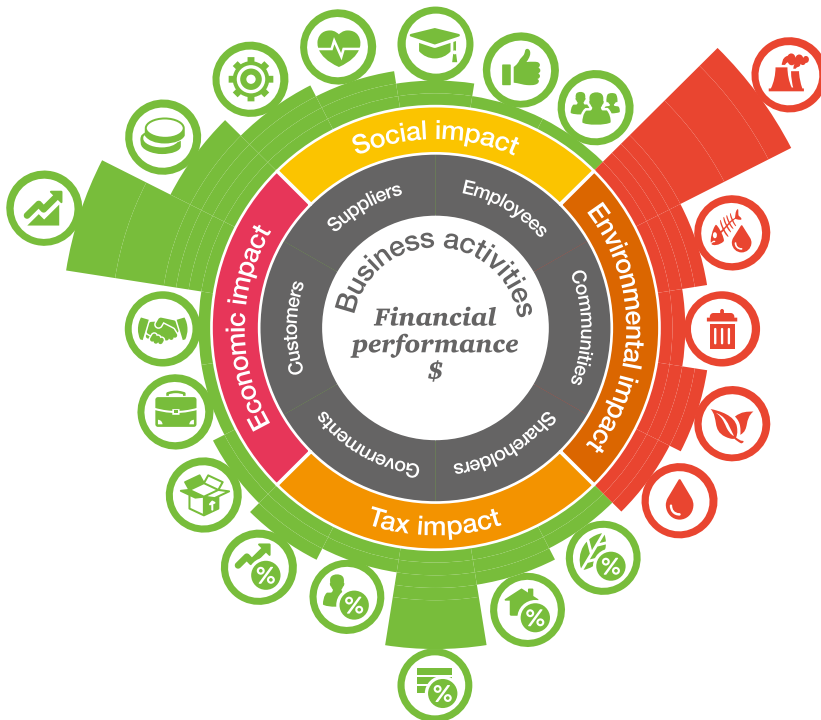 Social impact
Environmental impact
Tax impact
Economic impact
Suppliers
Employees
Communities
Shareholders
Governments
Customers
Business activities
Financial
performance
$
%
%
%
%
%